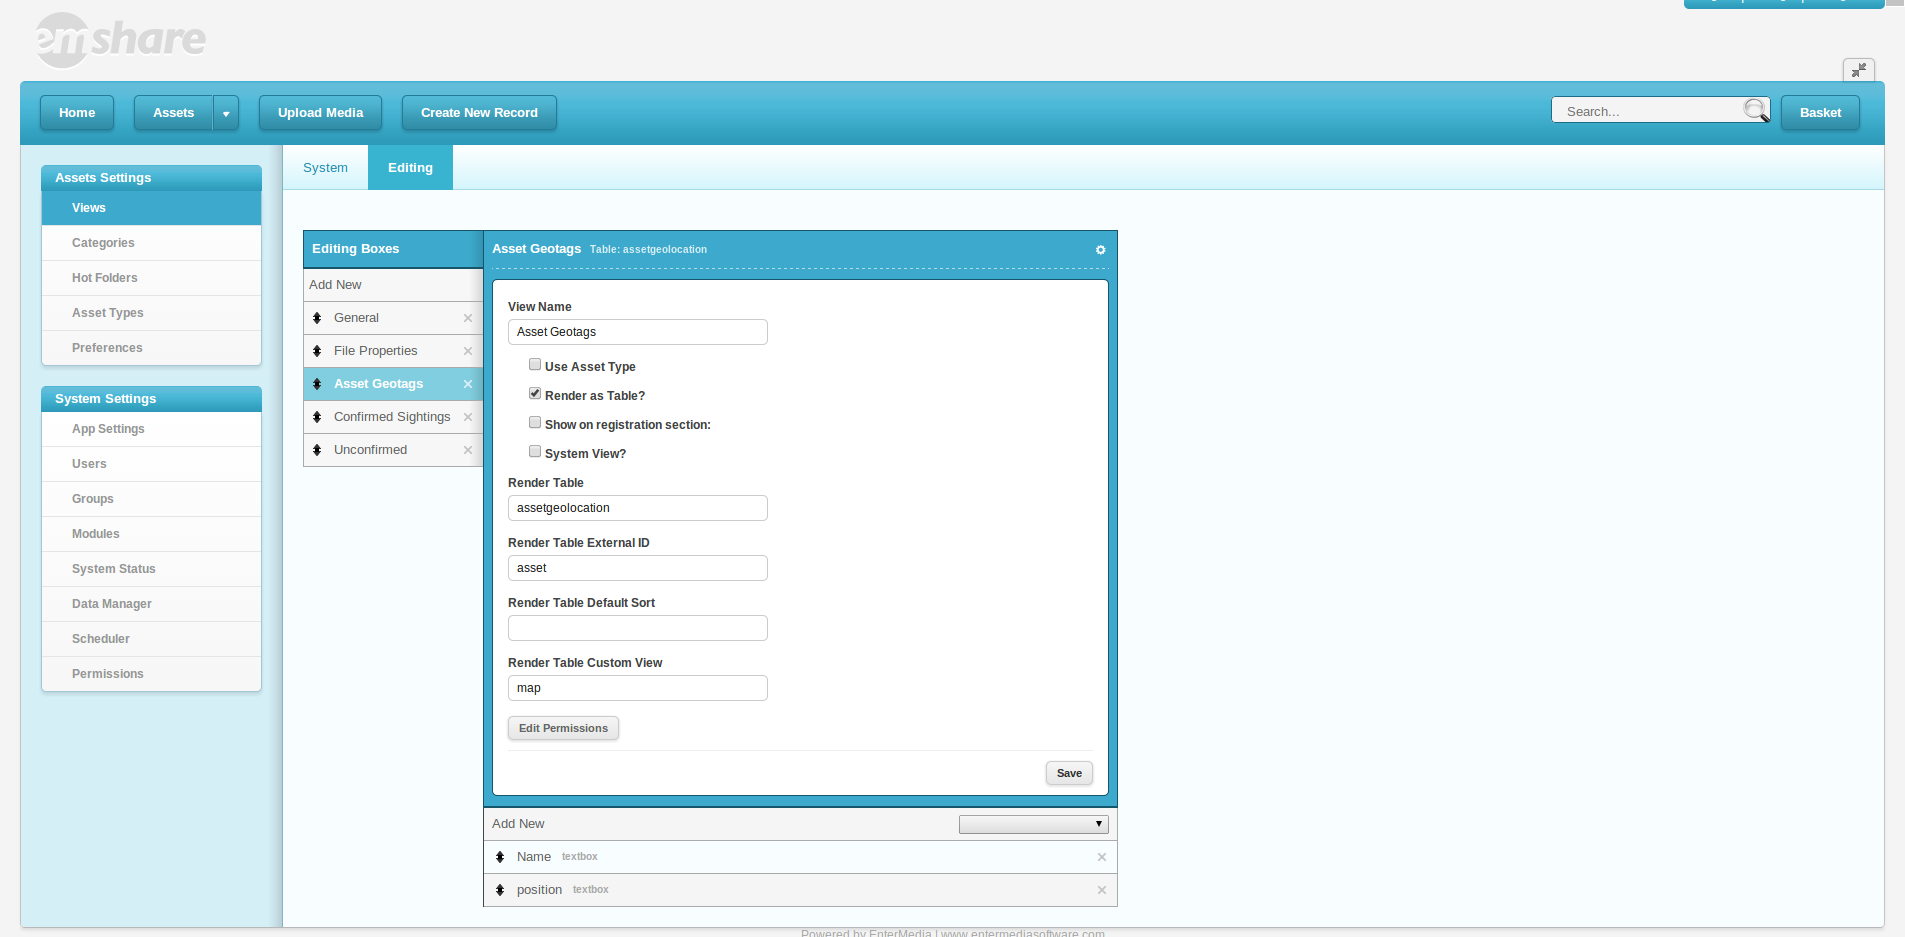 emshare
Home
Assets
Upload Media
Create New Record
Search...
Basket
Assets Settings
Views
Categories
Hot Folders
Asset Types
Preferences
System Settings
App Settings
Users
Groups
Modules
System Status
Data Manager
Scheduler
Permissions
System
Editing
Editing Boxes
Add New
General
File Properties
Asset Geotags
Confirmed Sightings
Unconfirmed
Asset Geotags Table: assetgeolocation
View Name
Asset Geotags
Use Asset Type
Render as Table?
Show on registration section:
System View?
Render Table
assetgeolocation
Render Table External ID
asset
Render Table Default Sort
Render Table Custom View
map
Edit Permissions
Save
Add New
Name textbox
position textbox
Powered by EnterMedia | www.entermediasoftware.com